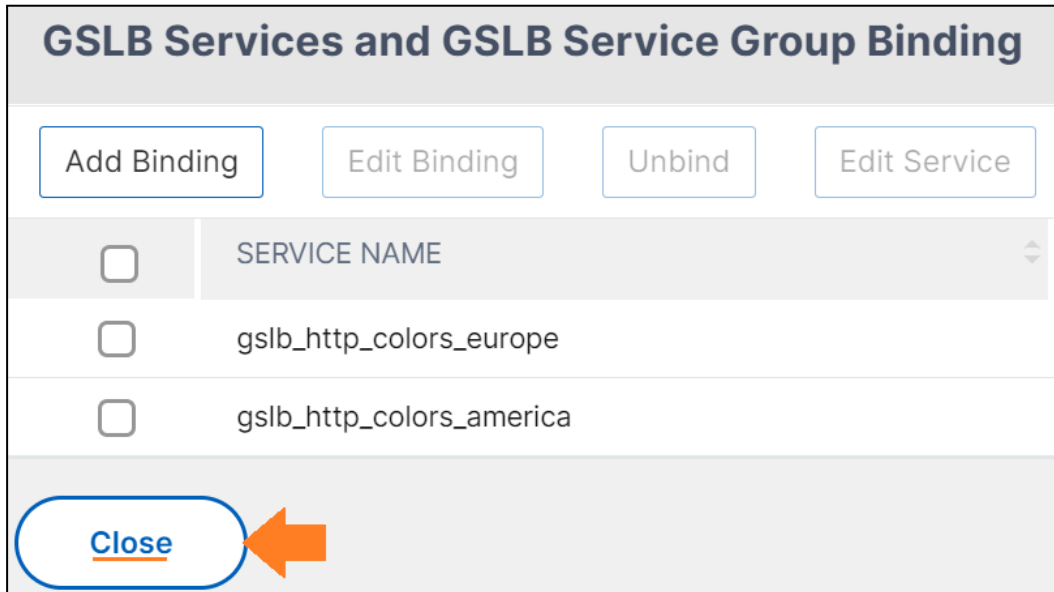 GSLB Services and GSLB Service Group Binding
Add Binding Edit Binding Unbind Edit Service
SERVICE NAME
gslb_http_colors_europe
gslb_http_colors_america
Close